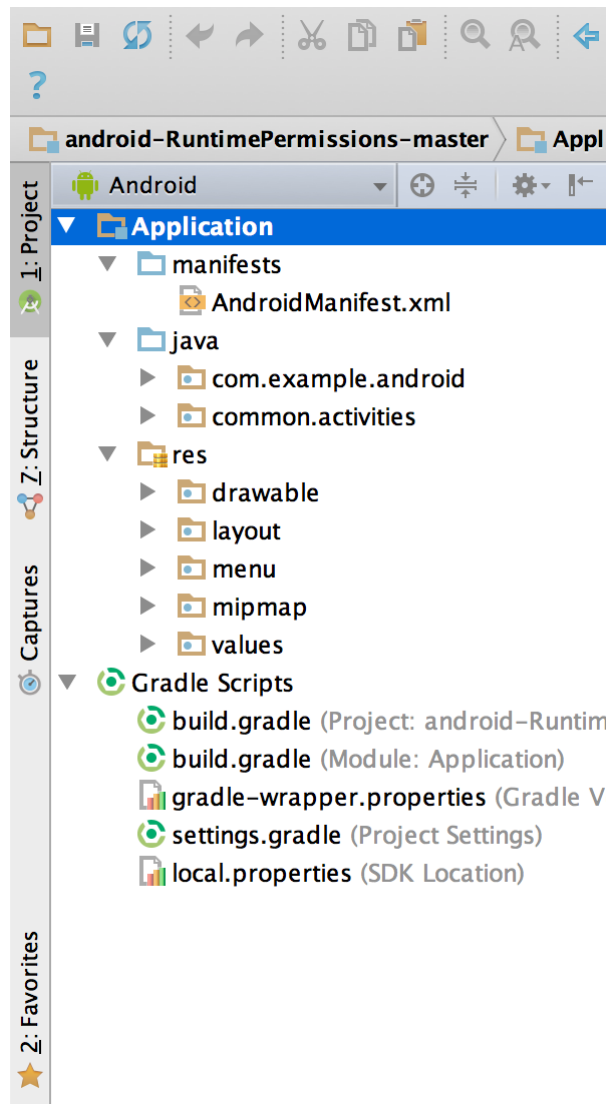 ?
android-RuntimePermissions-master Appl
Android
1: Project
Application
manifests
AndroidManifest.xml
java
com.example.android
common.activities
res
drawable
layout
menu
mipmap
values
Gradle Scripts
build.gradle (Project: android-Runtim
build.gradle (Module: Application)
gradle-wrapper.properties (Gradle V
settings.gradle (Project Settings)
local.properties (SDK Location)
7: Structure
Captures
2: Favorites